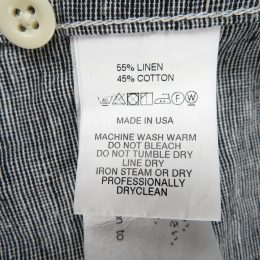 55% LINEN
45% COTTON
MADE IN USA
MACHINE WASH WARM
DO NOT BLEACH
DO NOT TUMBLE DRY
LINE DRY
IRON STEAM OR DRY
PROFESSIONALLY
DRYCLEAN